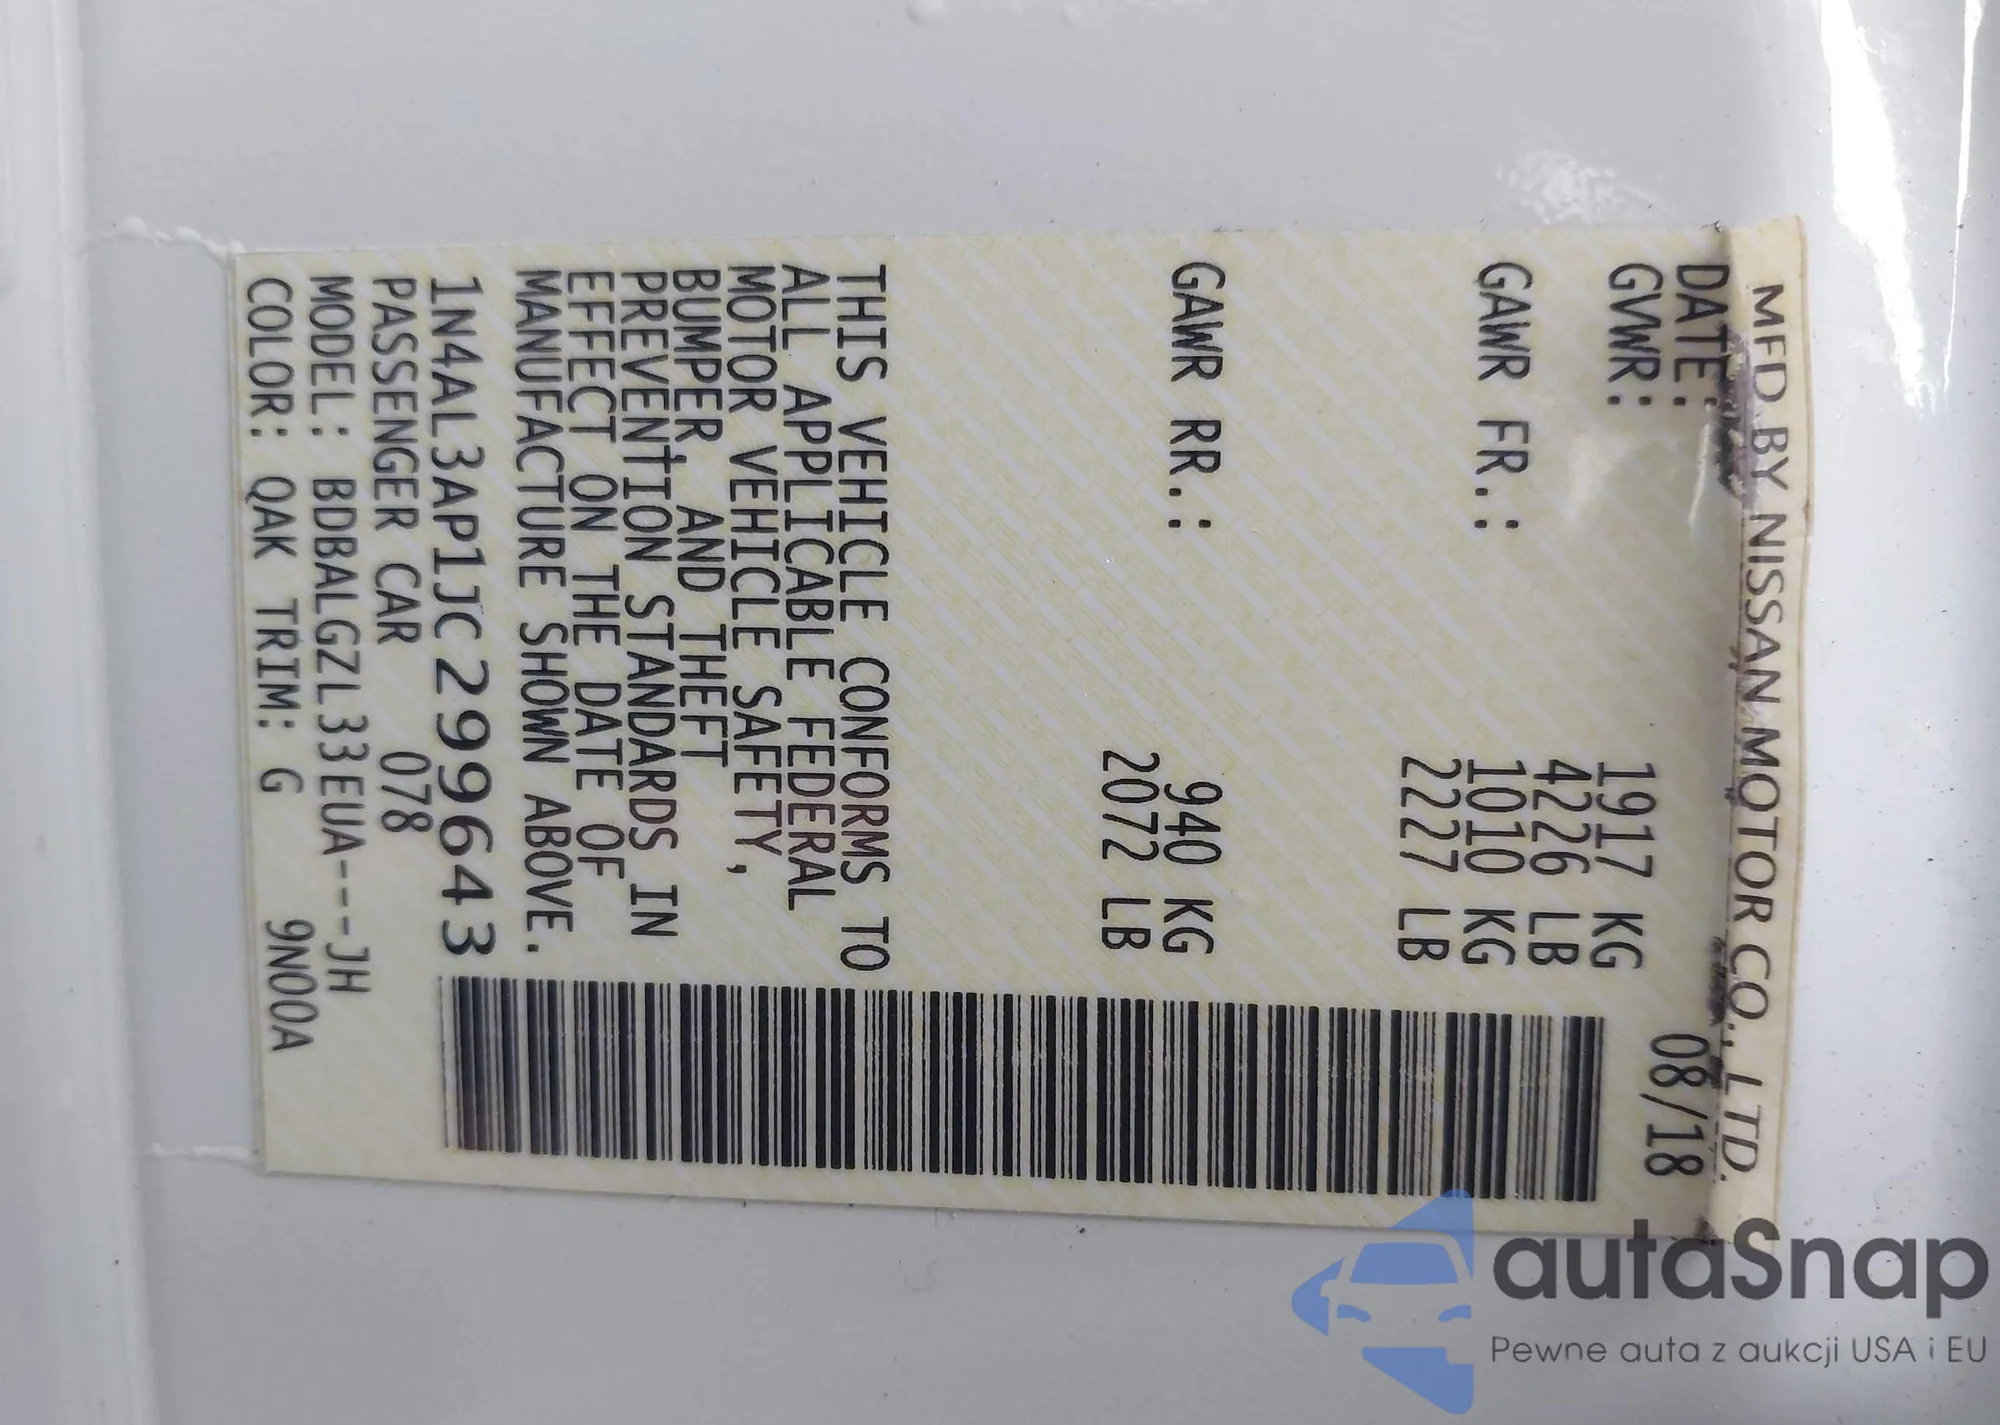 MFD BY NISSAN MOTOR CO., LTD.
DATE: 08/18
GVWR: 1917 KG
4226 LB
GAWR FR.: 1010 KG
2227 LB
GAWR RR.: 940 KG
2072 LB
THIS VEHICLE CONFORMS TO
ALL APPLICABLE FEDERAL
MOTOR VEHICLE SAFETY,
BUMPER, AND THEFT
PREVENTION STANDARDS IN
EFFECT ON THE DATE OF
MANUFACTURE SHOWN ABOVE.
1N4AL3AP1JC299643
PASSENGER CAR 078
MODEL: BDBALGZL33EUA---JH
COLOR: QAK TRIM: G 9N00A
autaSnap
Pewne auta z aukcji USA i EU